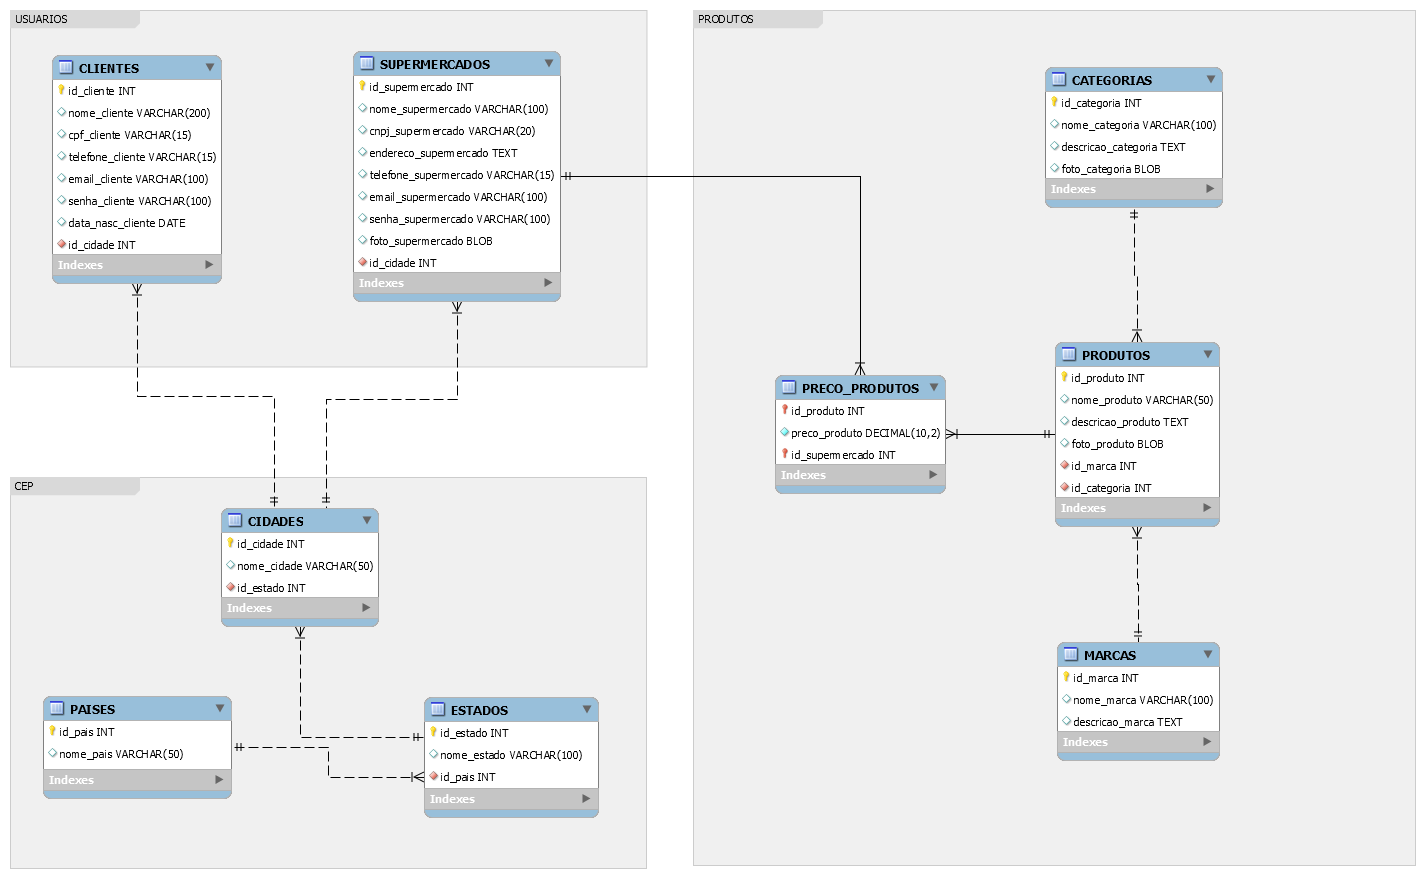 USUARIOS
CLIENTES
id_cliente INT
nome_cliente VARCHAR(200)
cpf_cliente VARCHAR(15)
telefone_cliente VARCHAR(15)
email_cliente VARCHAR(100)
senha_cliente VARCHAR(100)
data_nasc_cliente DATE
id_cidade INT
Indexes
SUPERMERCADOS
id_supermercado INT
nome_supermercado VARCHAR(100)
cnpj_supermercado VARCHAR(20)
endereco_supermercado TEXT
telefone_supermercado VARCHAR(15)
email_supermercado VARCHAR(100)
senha_supermercado VARCHAR(100)
foto_supermercado BLOB
id_cidade INT
Indexes
CEP
CIDADES
id_cidade INT
nome_cidade VARCHAR(50)
id_estado INT
Indexes
PAISES
id_pais INT
nome_pais VARCHAR(50)
Indexes
ESTADOS
id_estado INT
nome_estado VARCHAR(100)
id_pais INT
Indexes
PRODUTOS
CATEGORIAS
id_categoria INT
nome_categoria VARCHAR(100)
descricao_categoria TEXT
foto_categoria BLOB
Indexes
PRECO_PRODUTOS
id_produto INT
preco_produto DECIMAL(10,2)
id_supermercado INT
Indexes
PRODUTOS
id_produto INT
nome_produto VARCHAR(50)
descricao_produto TEXT
foto_produto BLOB
id_marca INT
id_categoria INT
Indexes
MARCAS
id_marca INT
nome_marca VARCHAR(100)
descricao_marca TEXT
Indexes